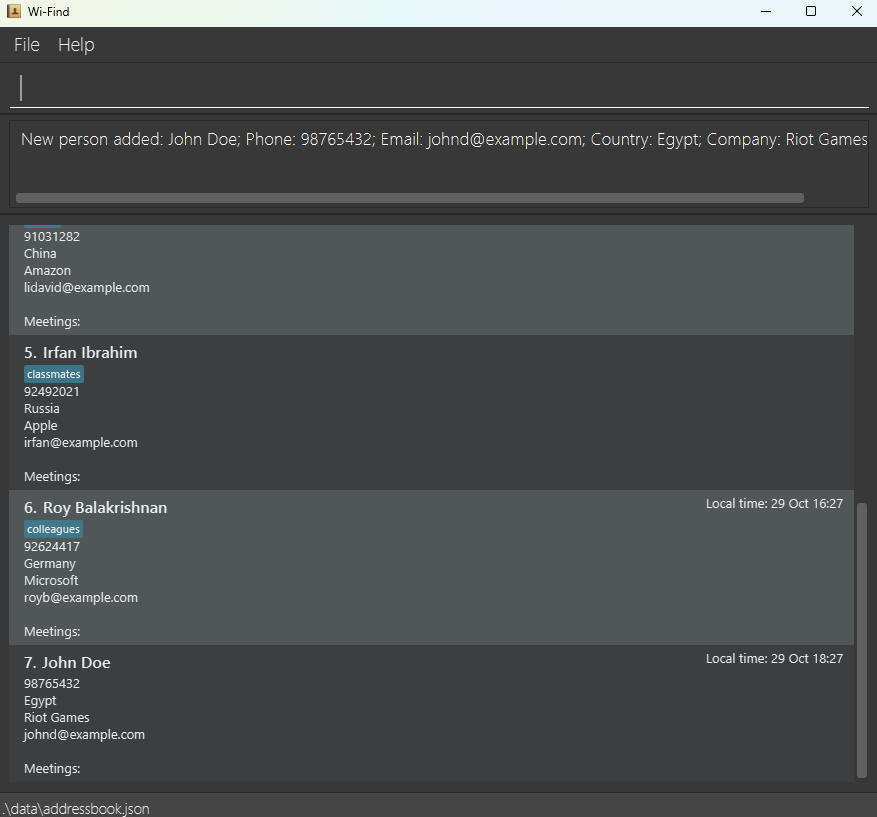 Wi-Find
File Help
New person added: John Doe; Phone: 98765432; Email: johnd@example.com; Country: Egypt; Company: Riot Games
91031282
China
Amazon
lidavid@example.com
Meetings:
5. Irfan Ibrahim
classmates
92492021
Russia
Apple
irfan@example.com
Meetings:
6. Roy Balakrishnan
Local time: 29 Oct 16:27
colleagues
92624417
Germany
Microsoft
royb@example.com
Meetings:
7. John Doe
Local time: 29 Oct 18:27
98765432
Egypt
Riot Games
johnd@example.com
Meetings:
.\data\addressbook.json